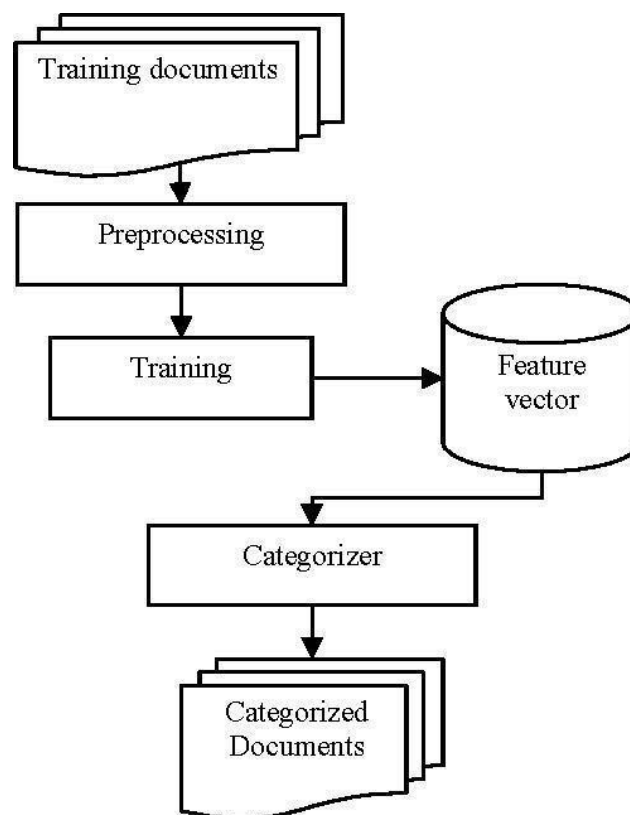 Training documents
Preprocessing
Training
Feature
vector
Categorizer
Categorized
Documents